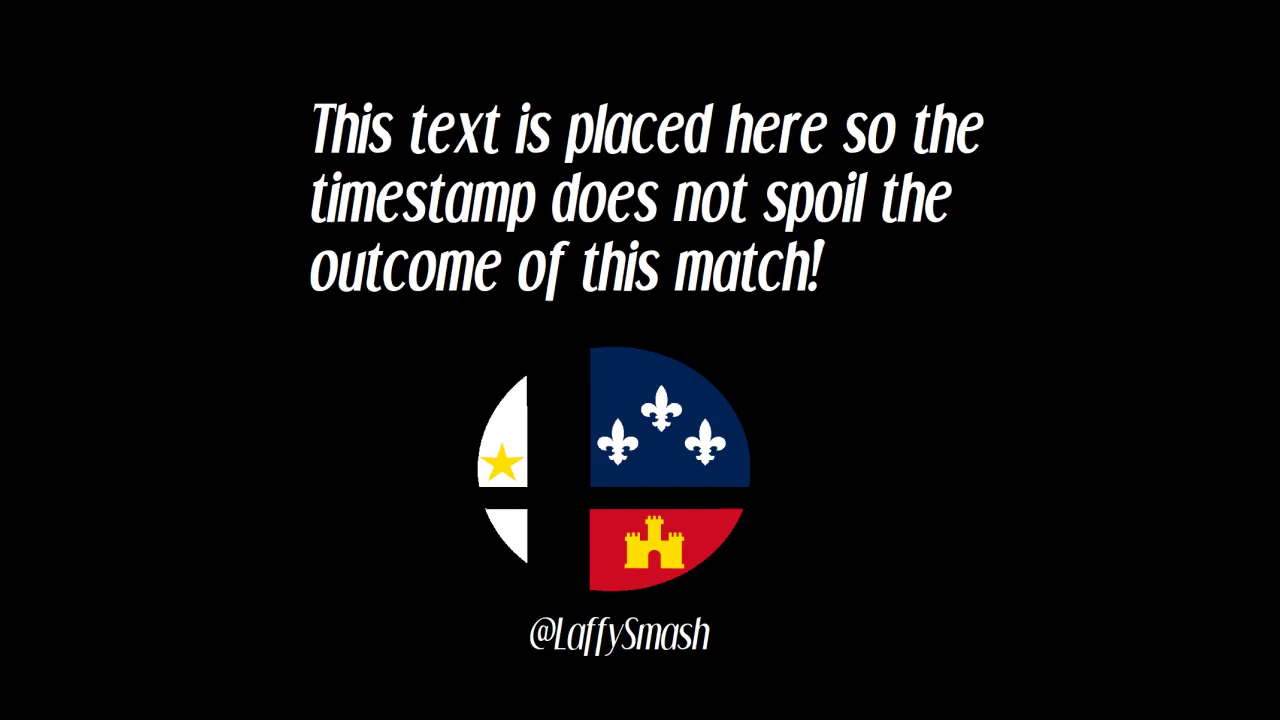 This text is placed here so the
timestamp does not spoil the
outcome of this match!
@LaffySmash